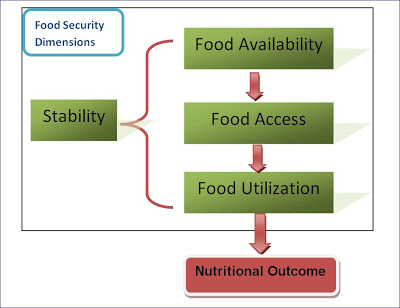 Food Security
Dimensions
Food Availability
Stability
Food Access
Food Utilization
Nutritional Outcome